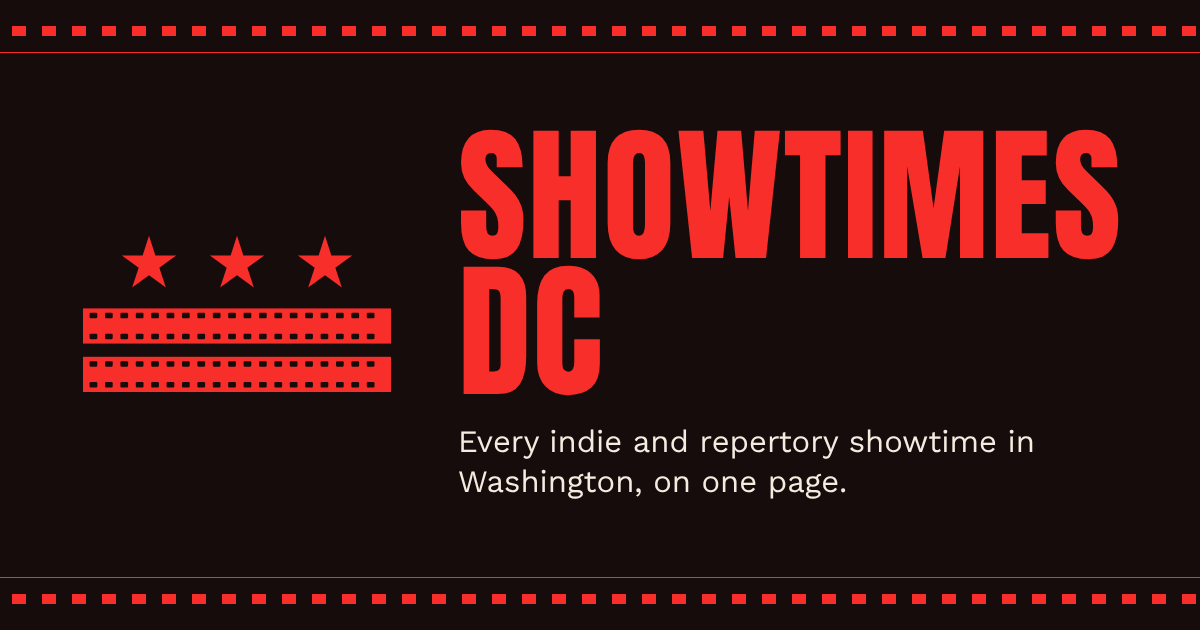 SHOWTIMES
DC
Every indie and repertory showtime in
Washington, on one page.